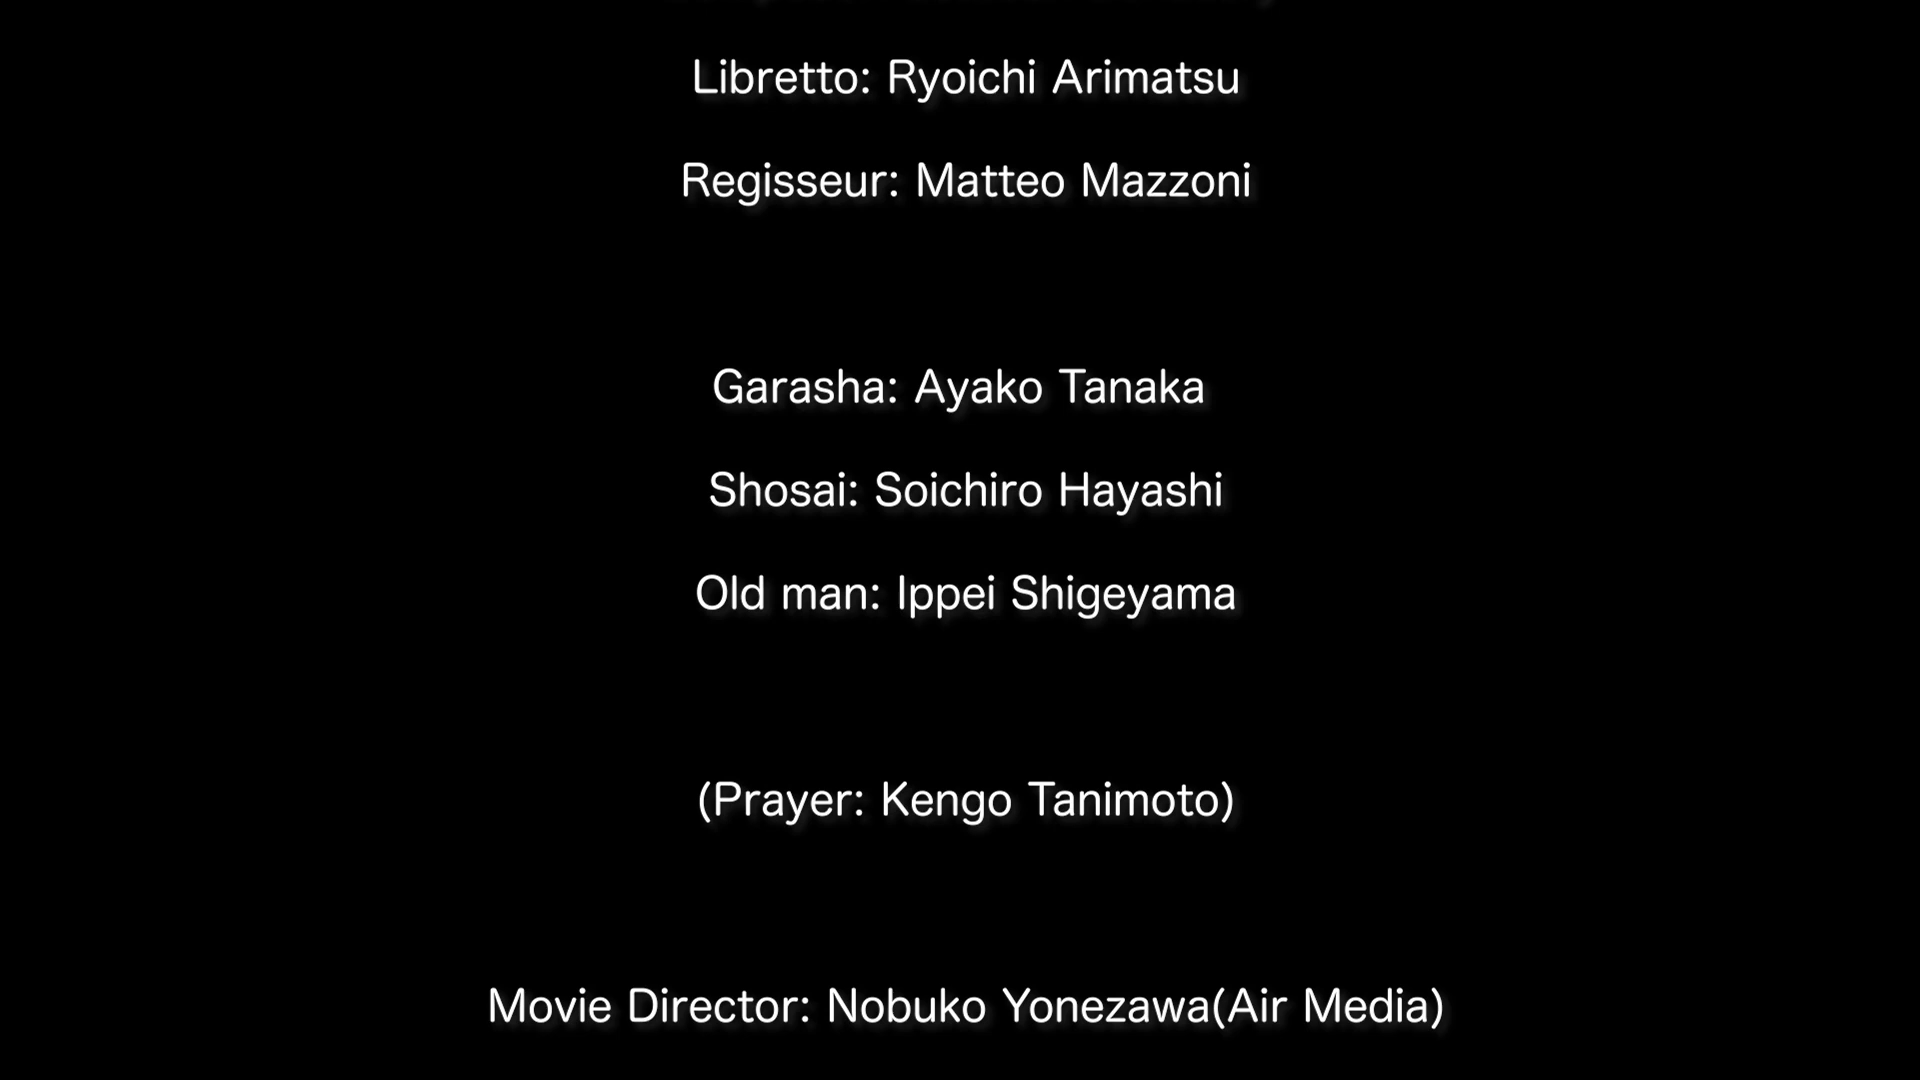 Libretto: Ryoichi Arimatsu
Regisseur: Matteo Mazzoni
Garasha: Ayako Tanaka
Shosai: Soichiro Hayashi
Old man: Ippei Shigeyama
(Prayer: Kengo Tanimoto)
Movie Director: Nobuko Yonezawa(Air Media)